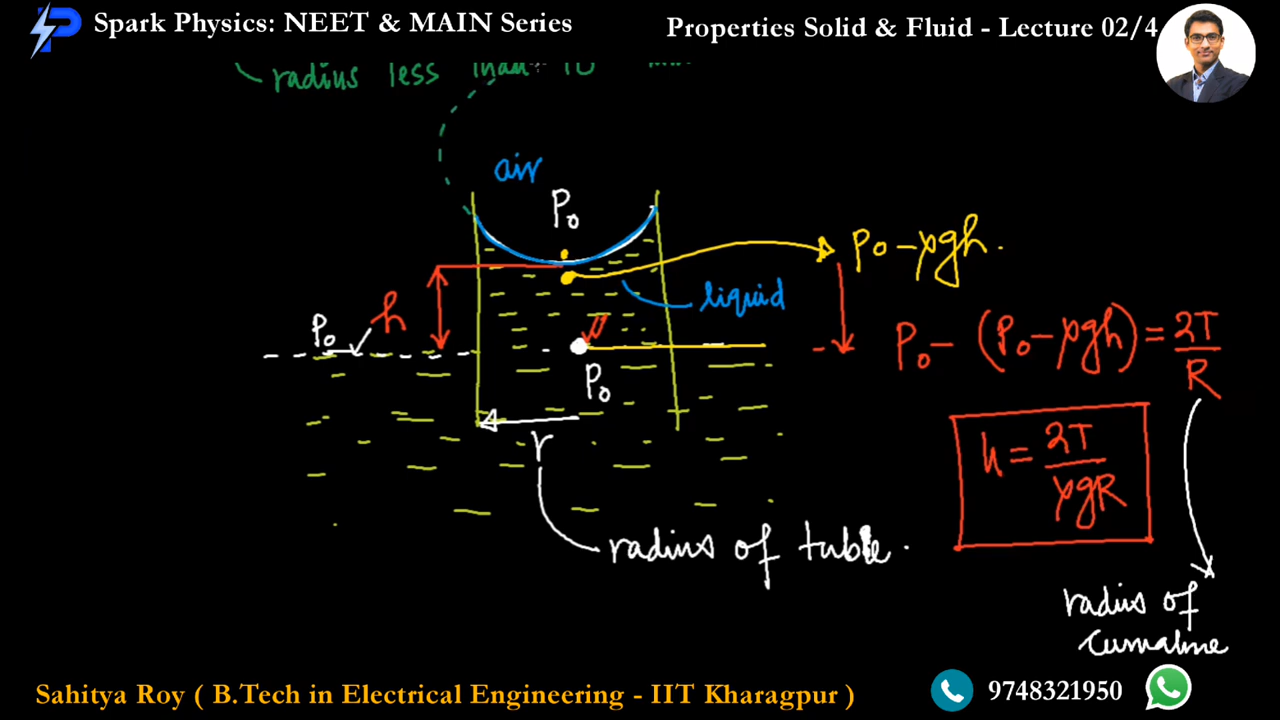 Spark Physics: NEET & MAIN Series
Properties Solid & Fluid - Lecture 02/4
radius less than 10
air
P₀
P₀-ρgh.
liquid
h
P₀
P₀
P₀-(P₀-ρgh)=2T/R
h=2T/ρgR
r
radius of tube.
radius of
curvature
Sahitya Roy ( B.Tech in Electrical Engineering - IIT Kharagpur )
9748321950